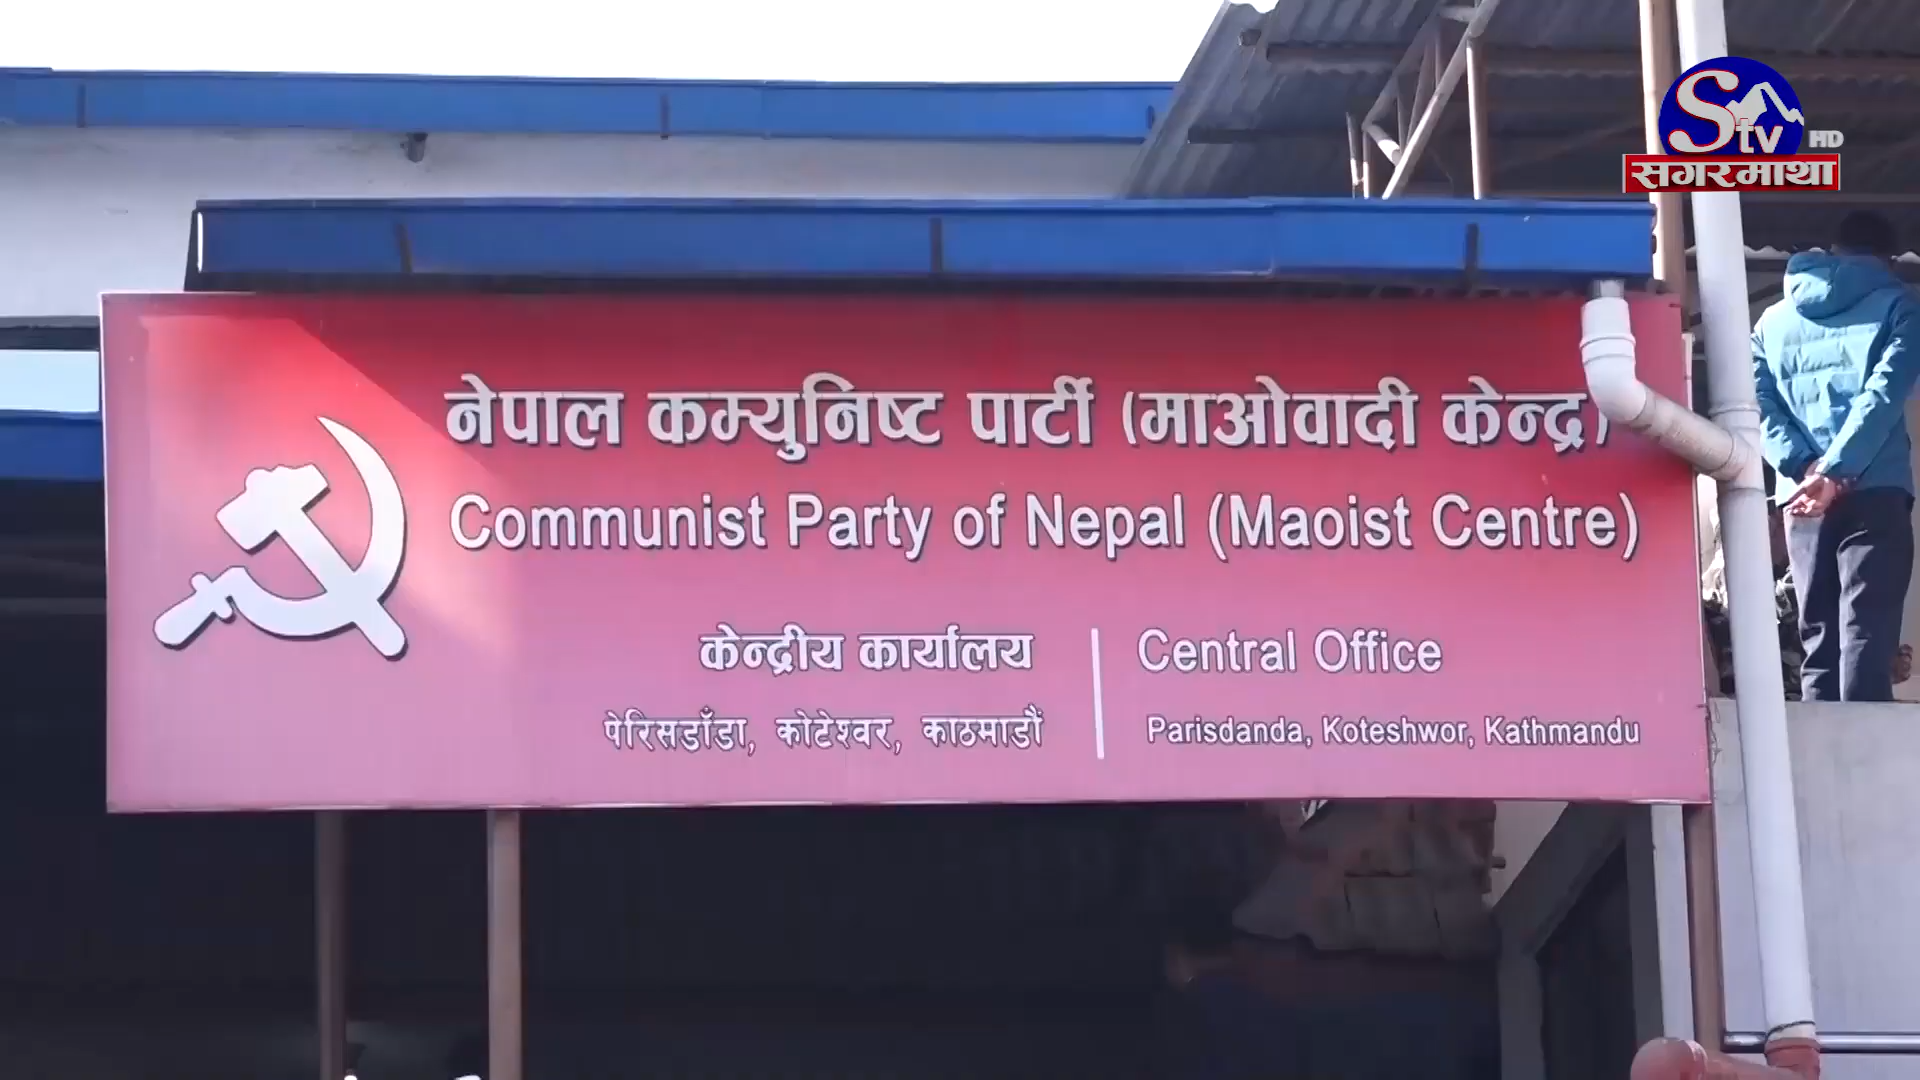 Stv HD
सगरमाथा
नेपाल कम्युनिष्ट पार्टी (माओवादी केन्द्र)
Communist Party of Nepal (Maoist Centre)
केन्द्रीय कार्यालय
पेरिसडाँडा, कोटेश्वर, काठमाडौं
Central Office
Parisdanda, Koteshwor, Kathmandu